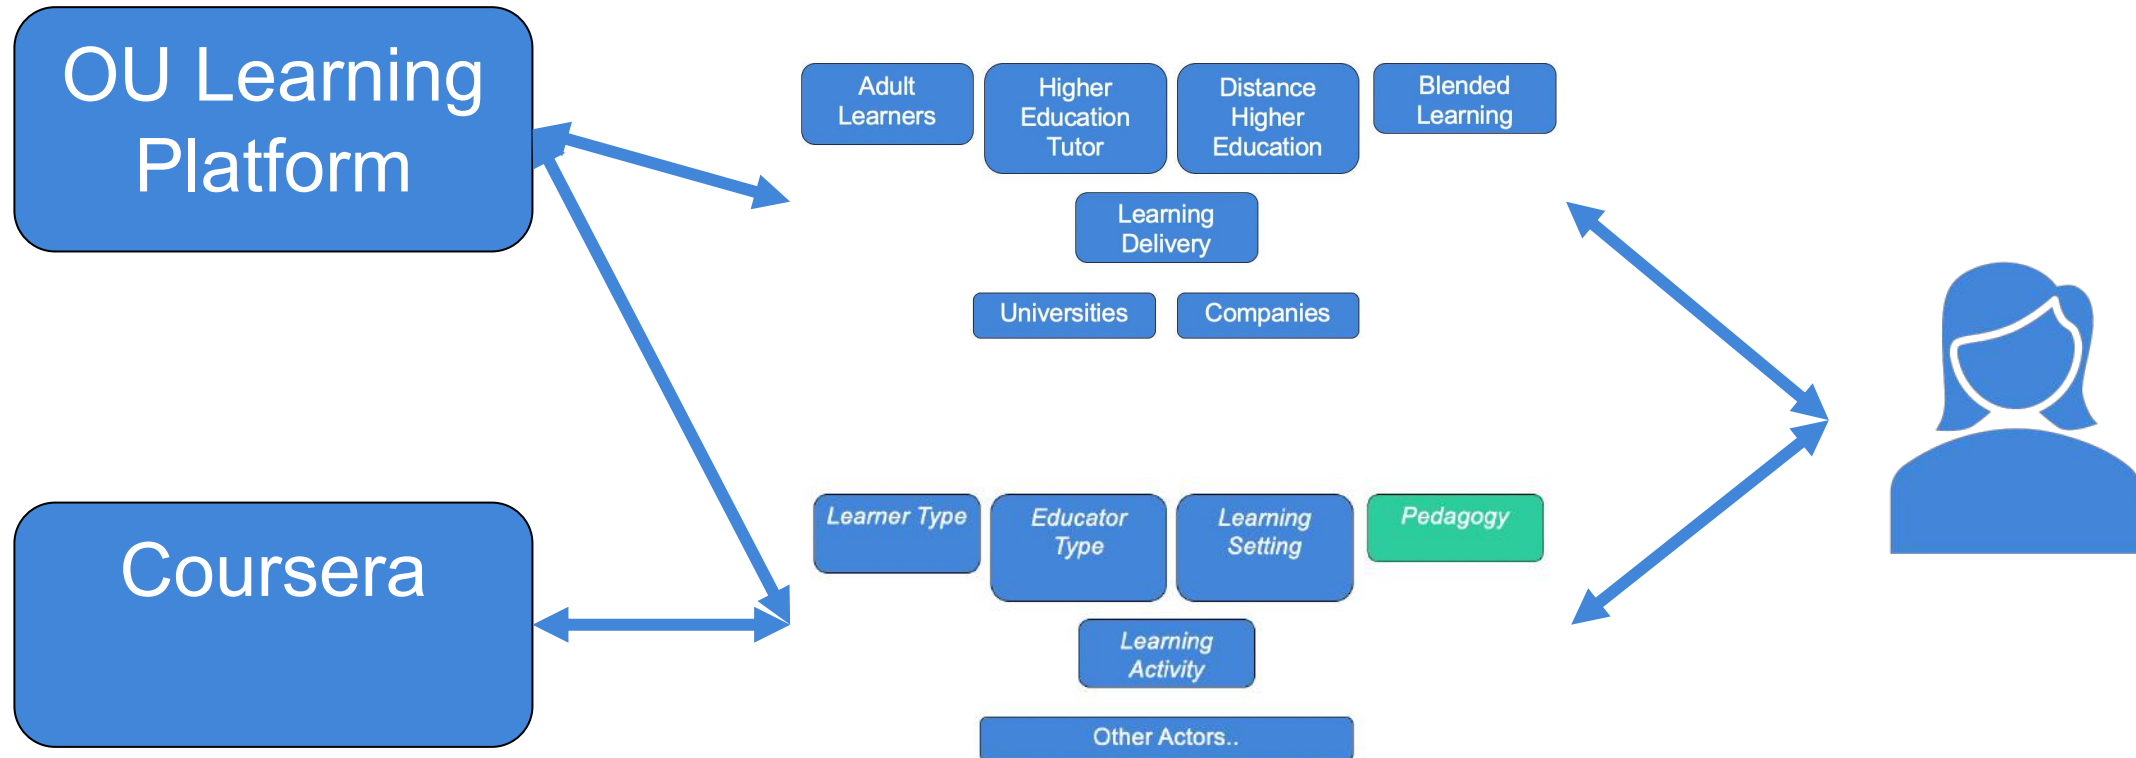 OU Learning
Platform
Adult
Learners
Higher
Education
Tutor
Distance
Higher
Education
Blended
Learning
Learning
Delivery
Universities
Companies
Coursera
Learner Type
Educator
Type
Learning
Setting
Pedagogy
Learning
Activity
Other Actors..